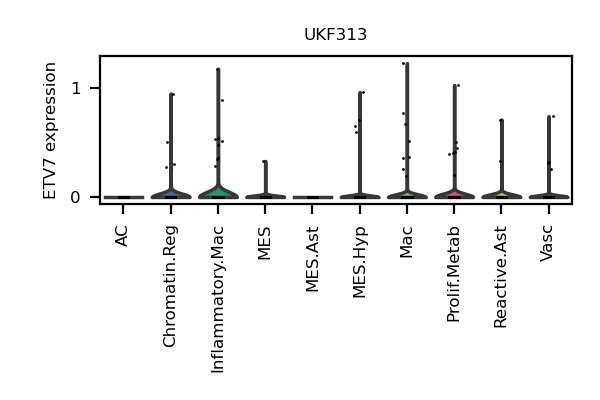 UKF313
ETV7 expression
1
0
AC
Chromatin.Reg
Inflammatory.Mac
MES
MES.Ast
MES.Hyp
Mac
Prolif.Metab
Reactive.Ast
Vasc